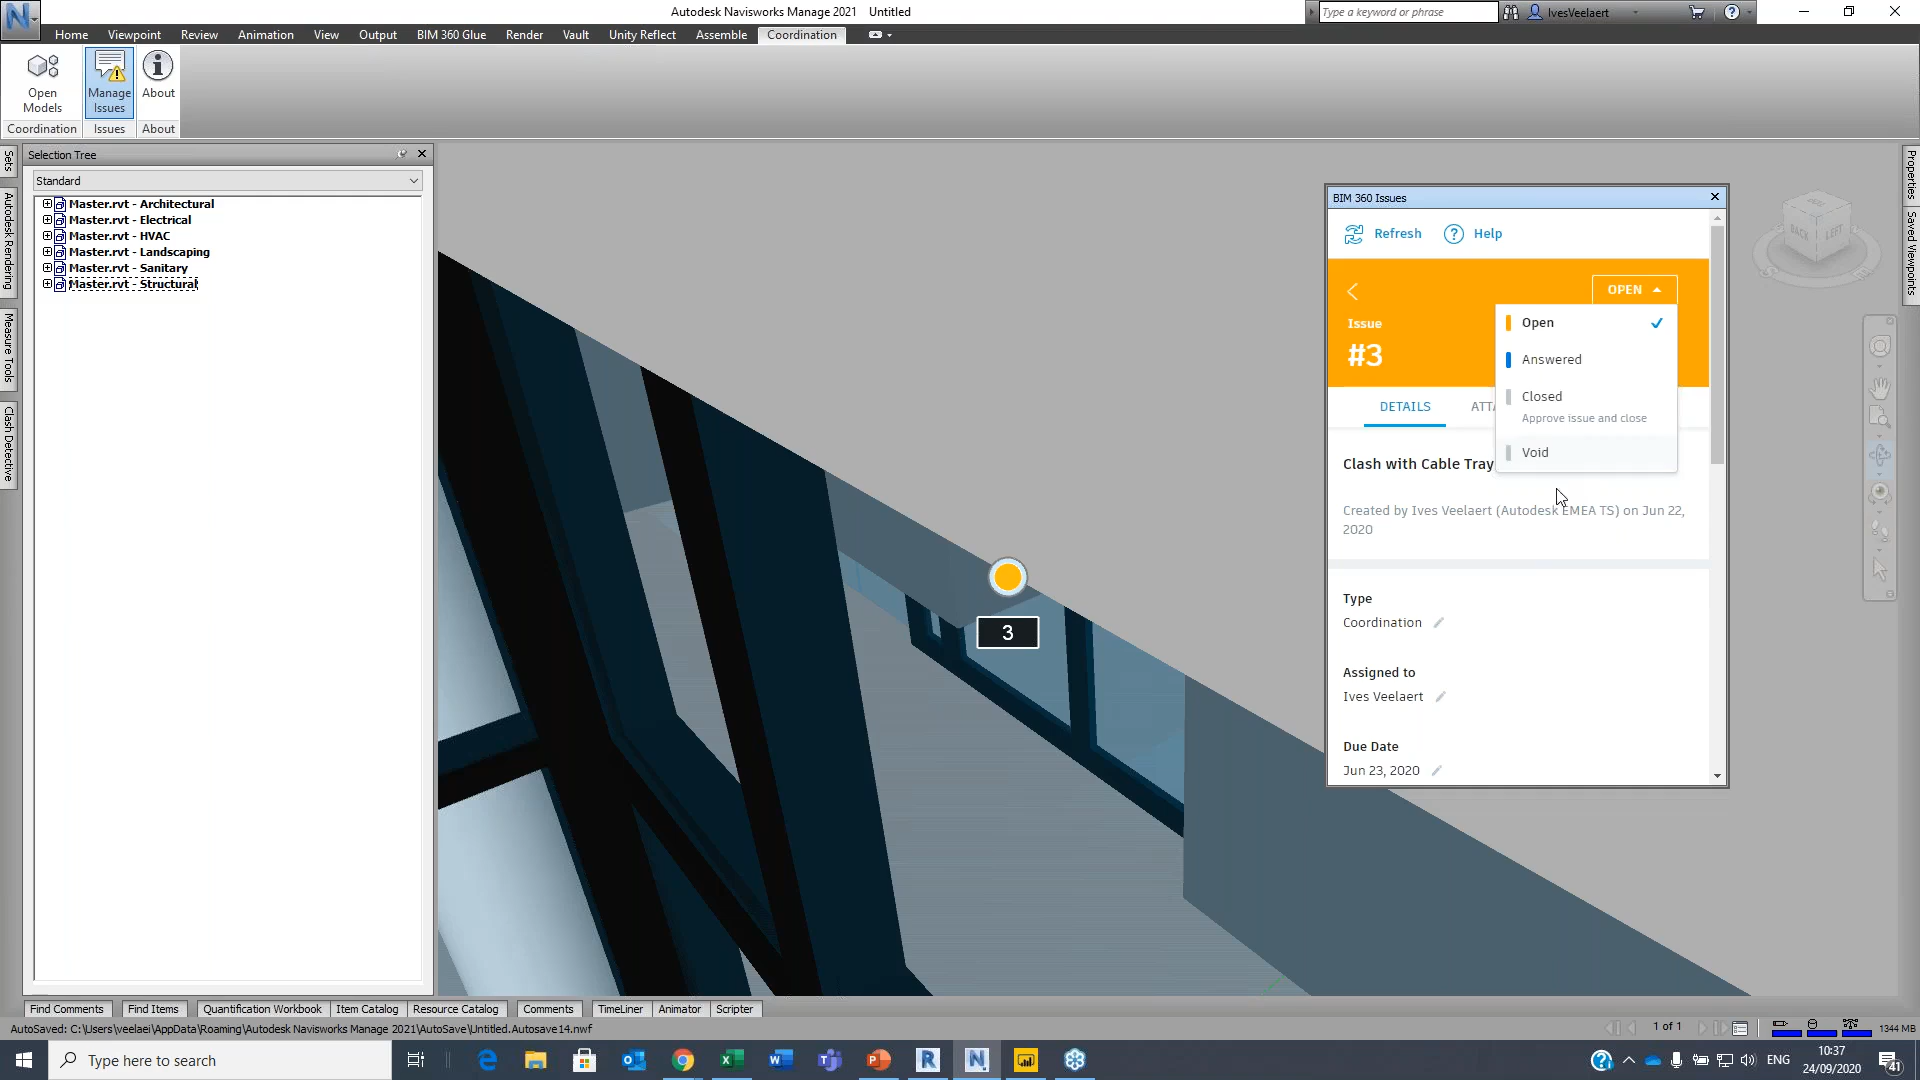 Autodesk Navisworks Manage 2021 Untitled
Type a keyword or phrase
IvesVeelaert
Home Viewpoint Review Animation View Output BIM 360 Glue Render Vault Unity Reflect Assemble Coordination
Open Models
Manage Issues
About
Coordination Issues About
Sets
Autodesk Rendering
Measure Tools
Clash Detective
Selection Tree
Standard
Master.rvt - Architectural
Master.rvt - Electrical
Master.rvt - HVAC
Master.rvt - Landscaping
Master.rvt - Sanitary
Master.rvt - Structural
3
BACK LEFT
Properties
Saved Viewpoints
BIM 360 Issues
Refresh Help
OPEN
Issue
#3
Open
Answered
Closed
Approve issue and close
Void
DETAILS ATTA
Clash with Cable Tray
Created by Ives Veelaert (Autodesk EMEA TS) on Jun 22,
2020
Type
Coordination
Assigned to
Ives Veelaert
Due Date
Jun 23, 2020
Find Comments Find Items Quantification Workbook Item Catalog Resource Catalog Comments TimeLiner Animator Scripter
AutoSaved: C:\Users\veelaei\AppData\Roaming\Autodesk Navisworks Manage 2021\AutoSave\Untitled.Autosave14.nwf
1 of 1
1344 MB
Type here to search
ENG
10:37
24/09/2020
41